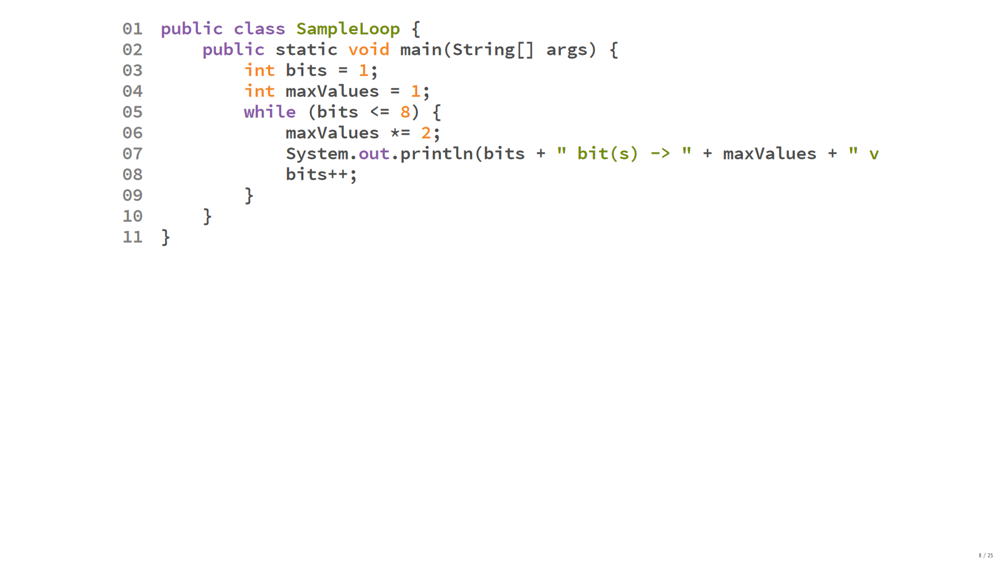 01 public class SampleLoop {
02     public static void main(String[] args) {
03         int bits = 1;
04         int maxValues = 1;
05         while (bits <= 8) {
06             maxValues *= 2;
07             System.out.println(bits + " bit(s) -> " + maxValues + " v
08             bits++;
09         }
10     }
11 }
8 / 25